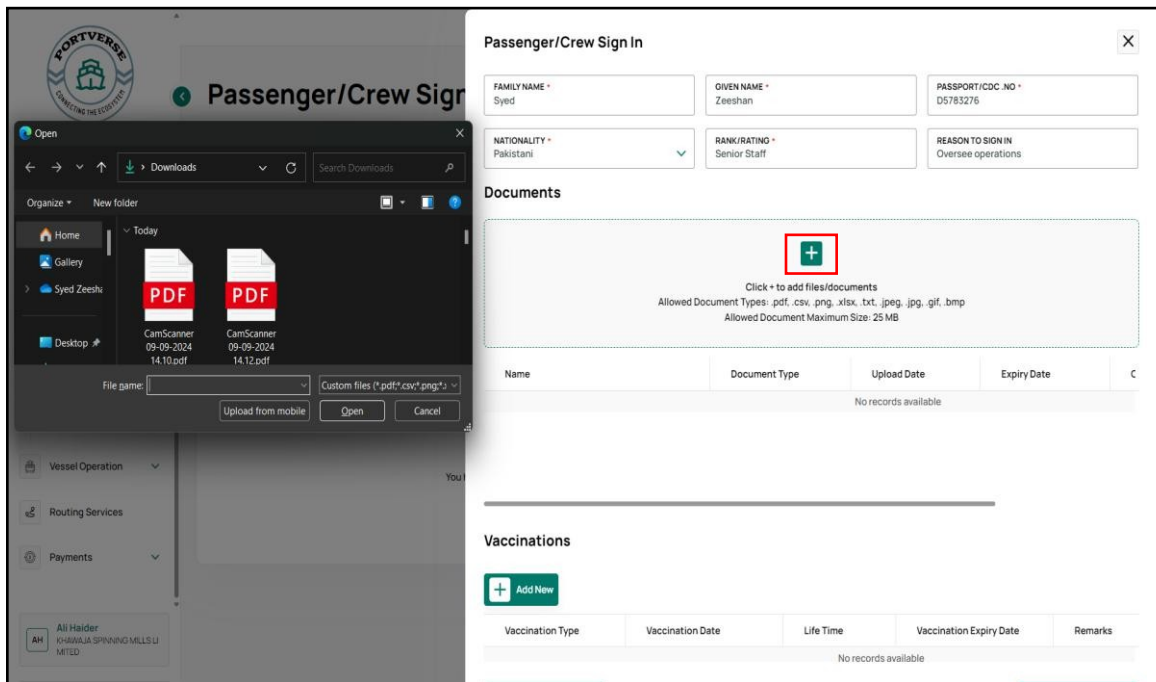 PORTVERSE
CONNECTING THE ECOSYSTEM
Passenger/Crew Sign
Open
Downloads
Search Downloads
Organize
New folder
Home
Gallery
Syed Zeesha
Desktop
Today
PDF
PDF
CamScanner
09-09-2024
14.10.pdf
CamScanner
09-09-2024
14.12.pdf
File name:
Custom files (*.pdf;*.csv;*.png;*.
Upload from mobile
Open
Cancel
You
Vessel Operation
Routing Services
Payments
AH
Ali Haider
KHAWAJA SPINNING MILLS LI
MITED
Passenger/Crew Sign In
X
FAMILY NAME *
Syed
GIVEN NAME *
Zeeshan
PASSPORT/CDC .NO *
D5783276
NATIONALITY *
Pakistani
RANK/RATING *
Senior Staff
REASON TO SIGN IN
Oversee operations
Documents
+
Click + to add files/documents
Allowed Document Types: .pdf, .csv, .png, .xlsx, .txt, .jpeg, .jpg, .gif, .bmp
Allowed Document Maximum Size: 25 MB
Name Document Type Upload Date Expiry Date
No records available
Vaccinations
+ Add New
Vaccination Type Vaccination Date Life Time Vaccination Expiry Date Remarks
No records available